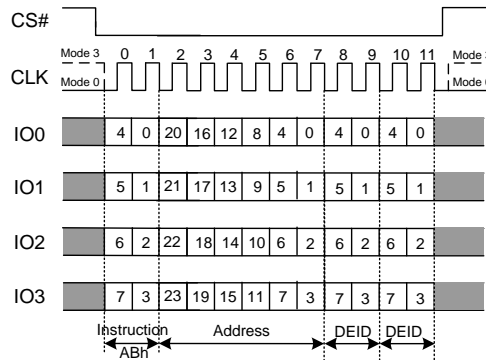 CS#
Mode 3 0 1 2 3 4 5 6 7 8 9 10 11 Mode 3
CLK Mode 0
IO0 4 0 20 16 12 8 4 0 4 0 4 0
IO1 5 1 21 17 13 9 5 1 5 1 5 1
IO2 6 2 22 18 14 10 6 2 6 2 6 2
IO3 7 3 23 19 15 11 7 3 7 3 7 3
Instruction Address DEID DEID
ABh